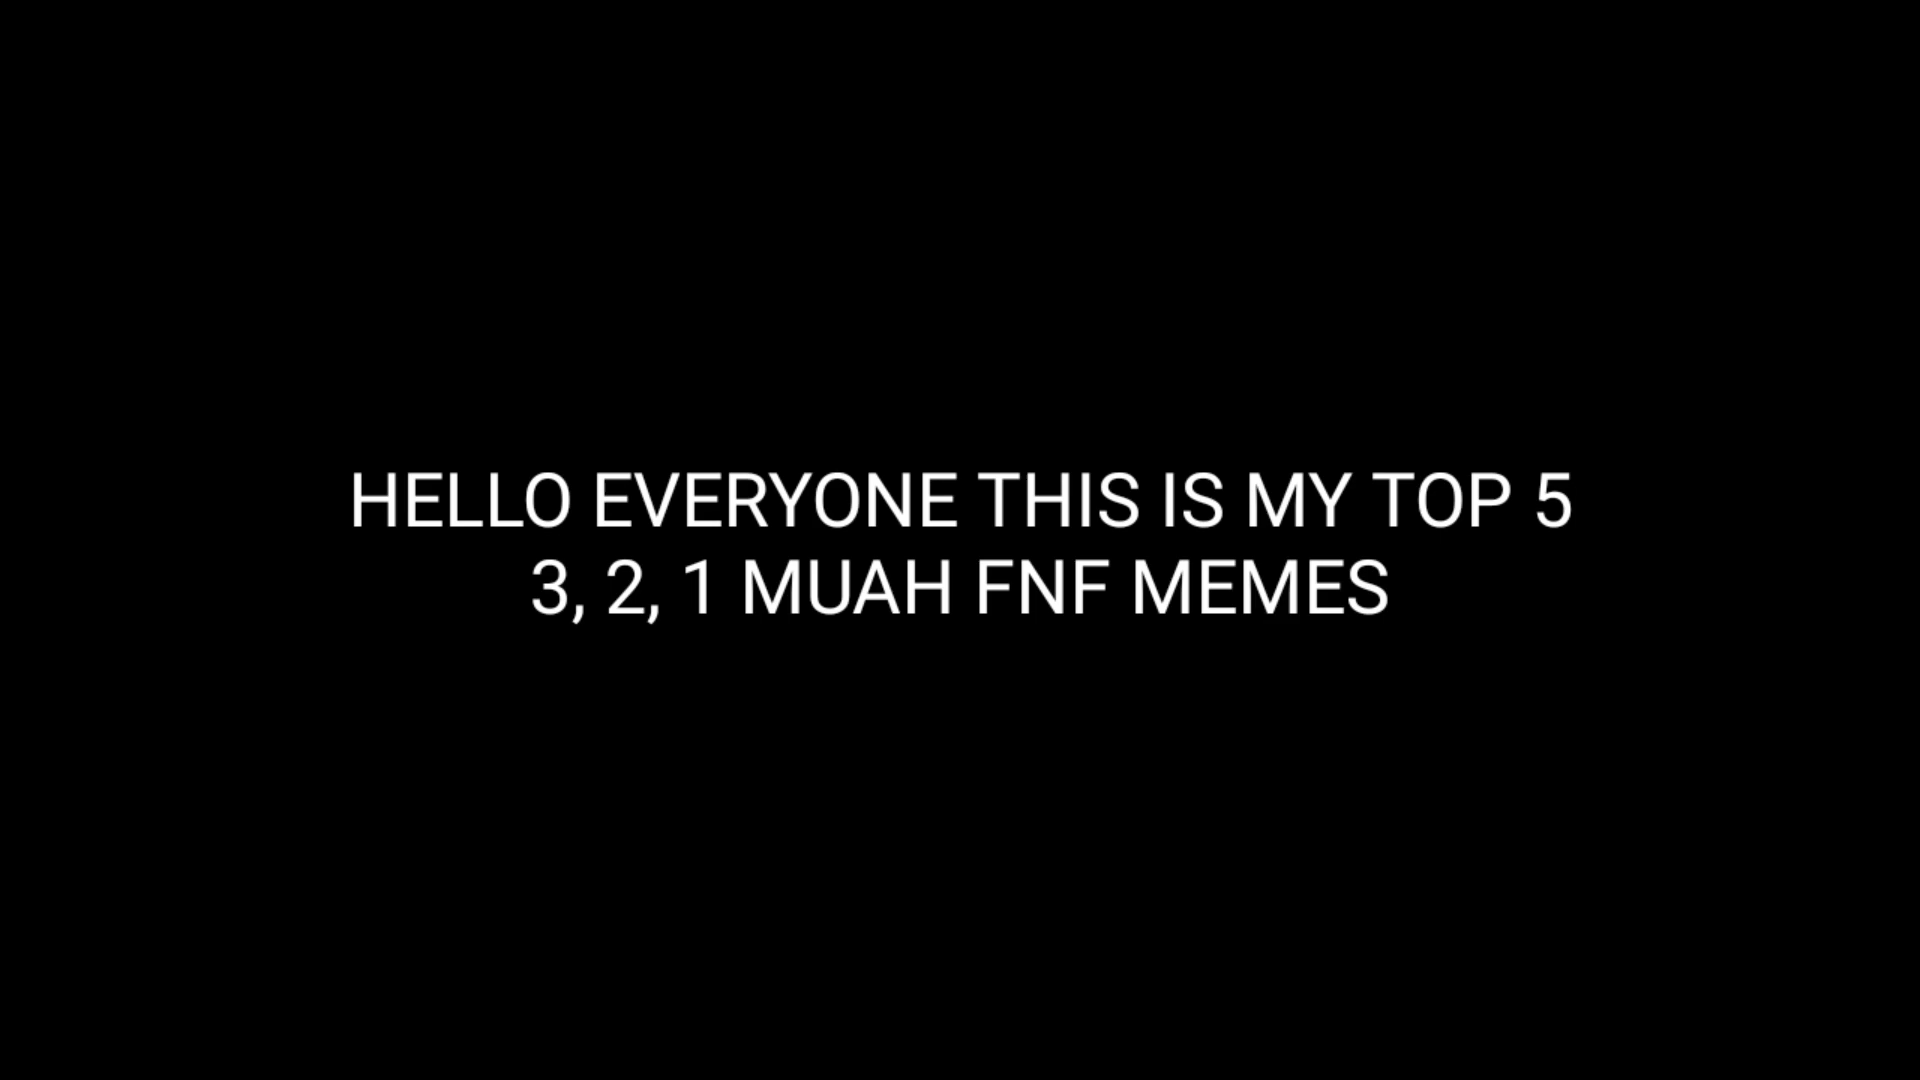 HELLO EVERYONE THIS IS MY TOP 5
3, 2, 1 MUAH FNF MEMES